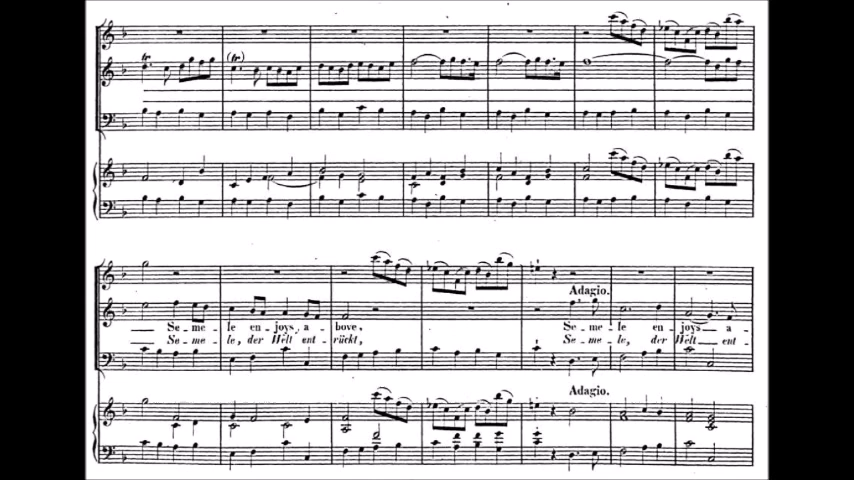 Adagio.
Se-me-le en-joys a-bove, Se-me-le en-joys a-
Se-me-le, der Welt ent-rückt, Se-me-le, der Welt ent-
Adagio.